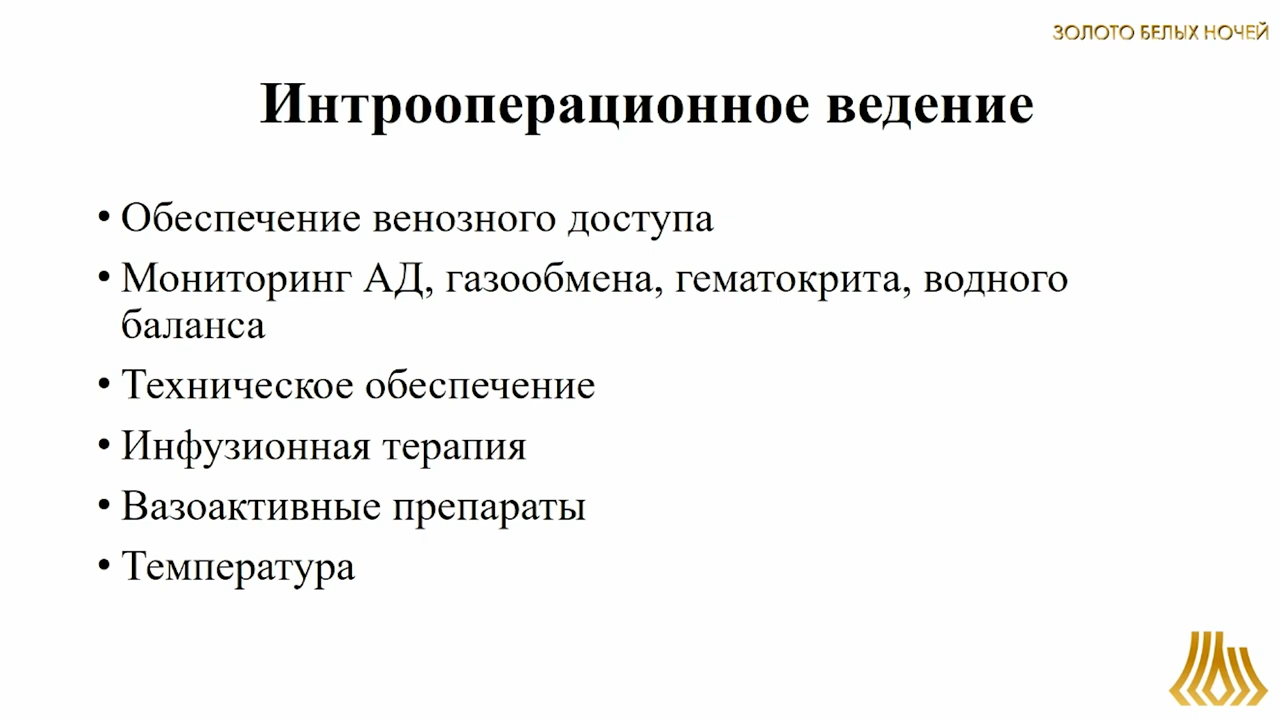 ЗОЛОТО БЕЛЫХ НОЧЕЙ
Интрооперационное ведение
• Обеспечение венозного доступа
• Мониторинг АД, газообмена, гематокрита, водного
баланса
• Техническое обеспечение
• Инфузионная терапия
• Вазоактивные препараты
• Температура